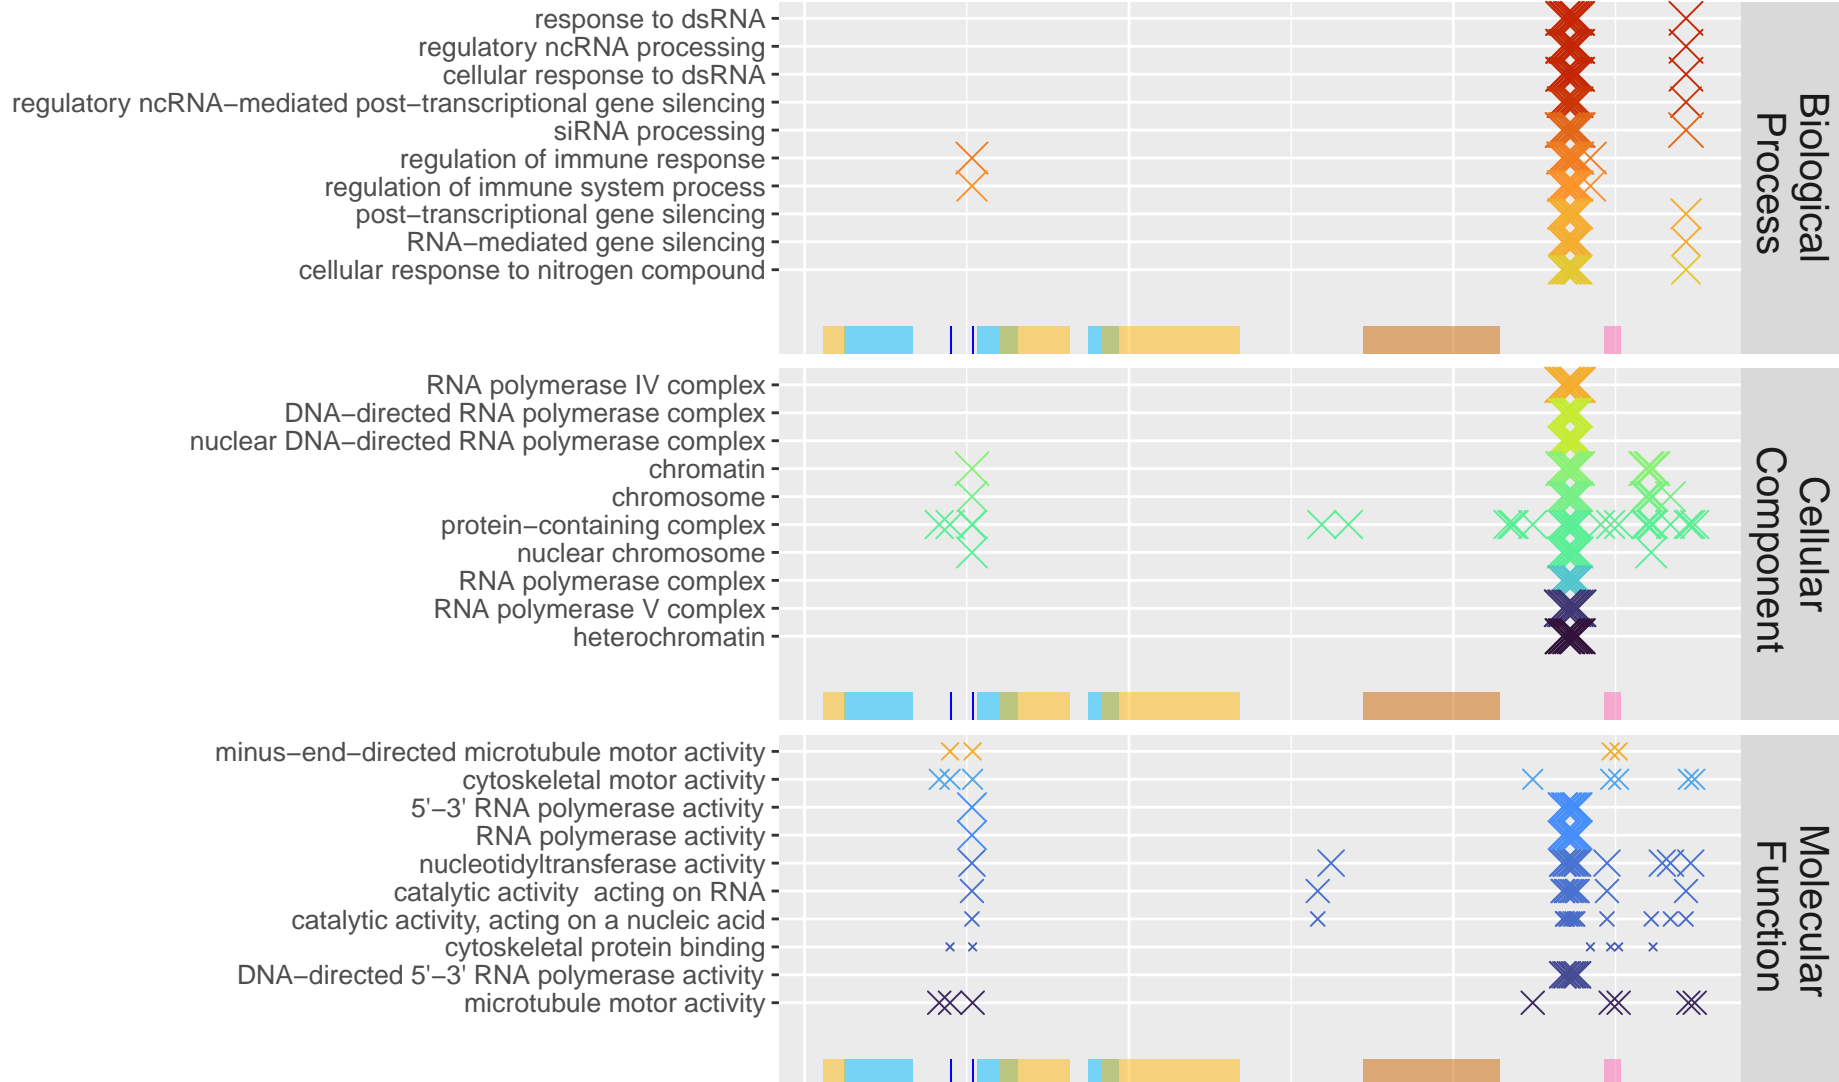 response to dsRNA
regulatory ncRNA processing
cellular response to dsRNA
regulatory ncRNA−mediated post−transcriptional gene silencing
siRNA processing
regulation of immune response
regulation of immune system process
post−transcriptional gene silencing
RNA−mediated gene silencing
cellular response to nitrogen compound
Biological
Process
RNA polymerase IV complex
DNA−directed RNA polymerase complex
nuclear DNA−directed RNA polymerase complex
chromatin
chromosome
protein−containing complex
nuclear chromosome
RNA polymerase complex
RNA polymerase V complex
heterochromatin
Cellular
Component
minus−end−directed microtubule motor activity
cytoskeletal motor activity
5'−3' RNA polymerase activity
RNA polymerase activity
nucleotidyltransferase activity
catalytic activity  acting on RNA
catalytic activity, acting on a nucleic acid
cytoskeletal protein binding
DNA−directed 5'−3' RNA polymerase activity
microtubule motor activity
Molecular
Function